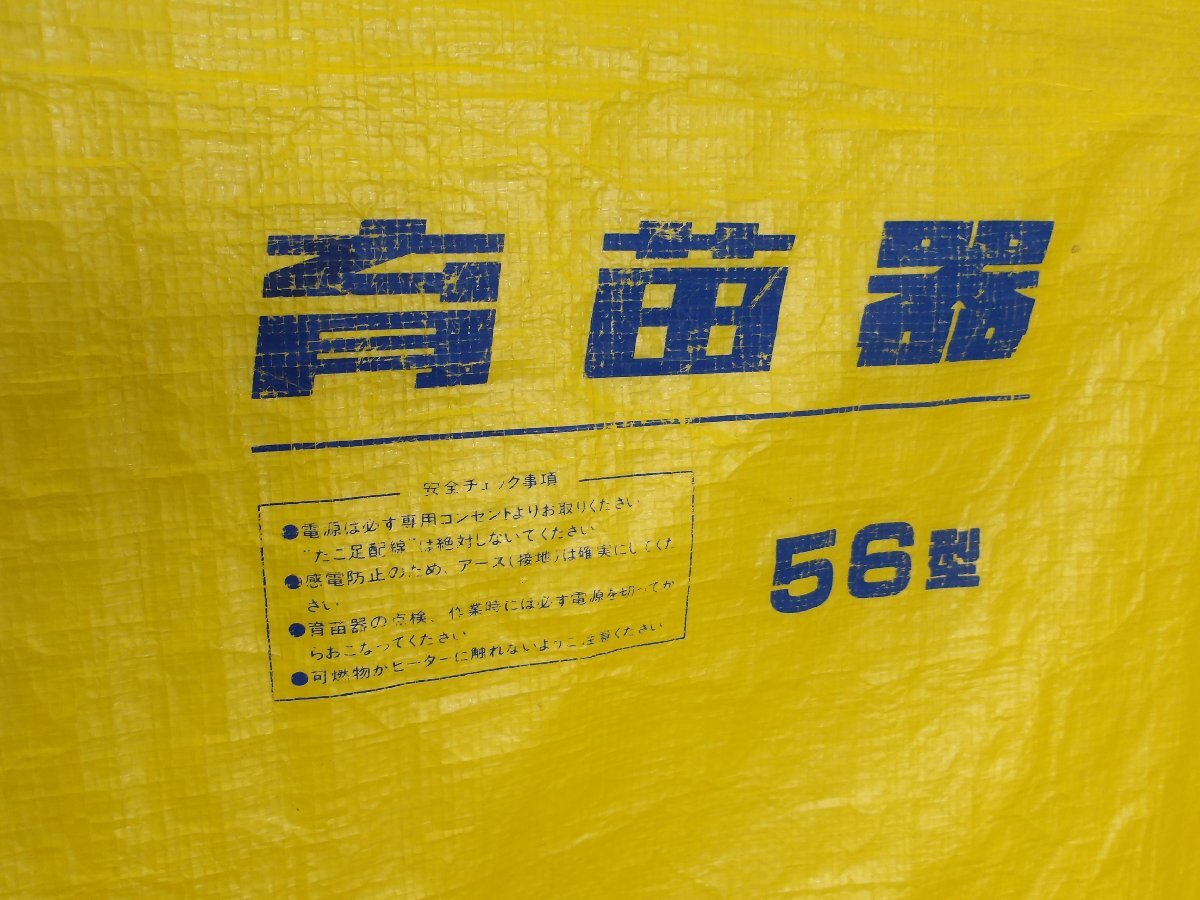 育苗器
安全チェック事項
●電源は必ず専用コンセントよりお取りください
"たこ足配線"は絶対しないでください
●感電防止のため、アース(接地)は確実にしてくだ
さい
●育苗器の点検、作業時には必ず電源を切ってか
らおこなってください
●可燃物がヒーターに触れないようご注意ください
56型